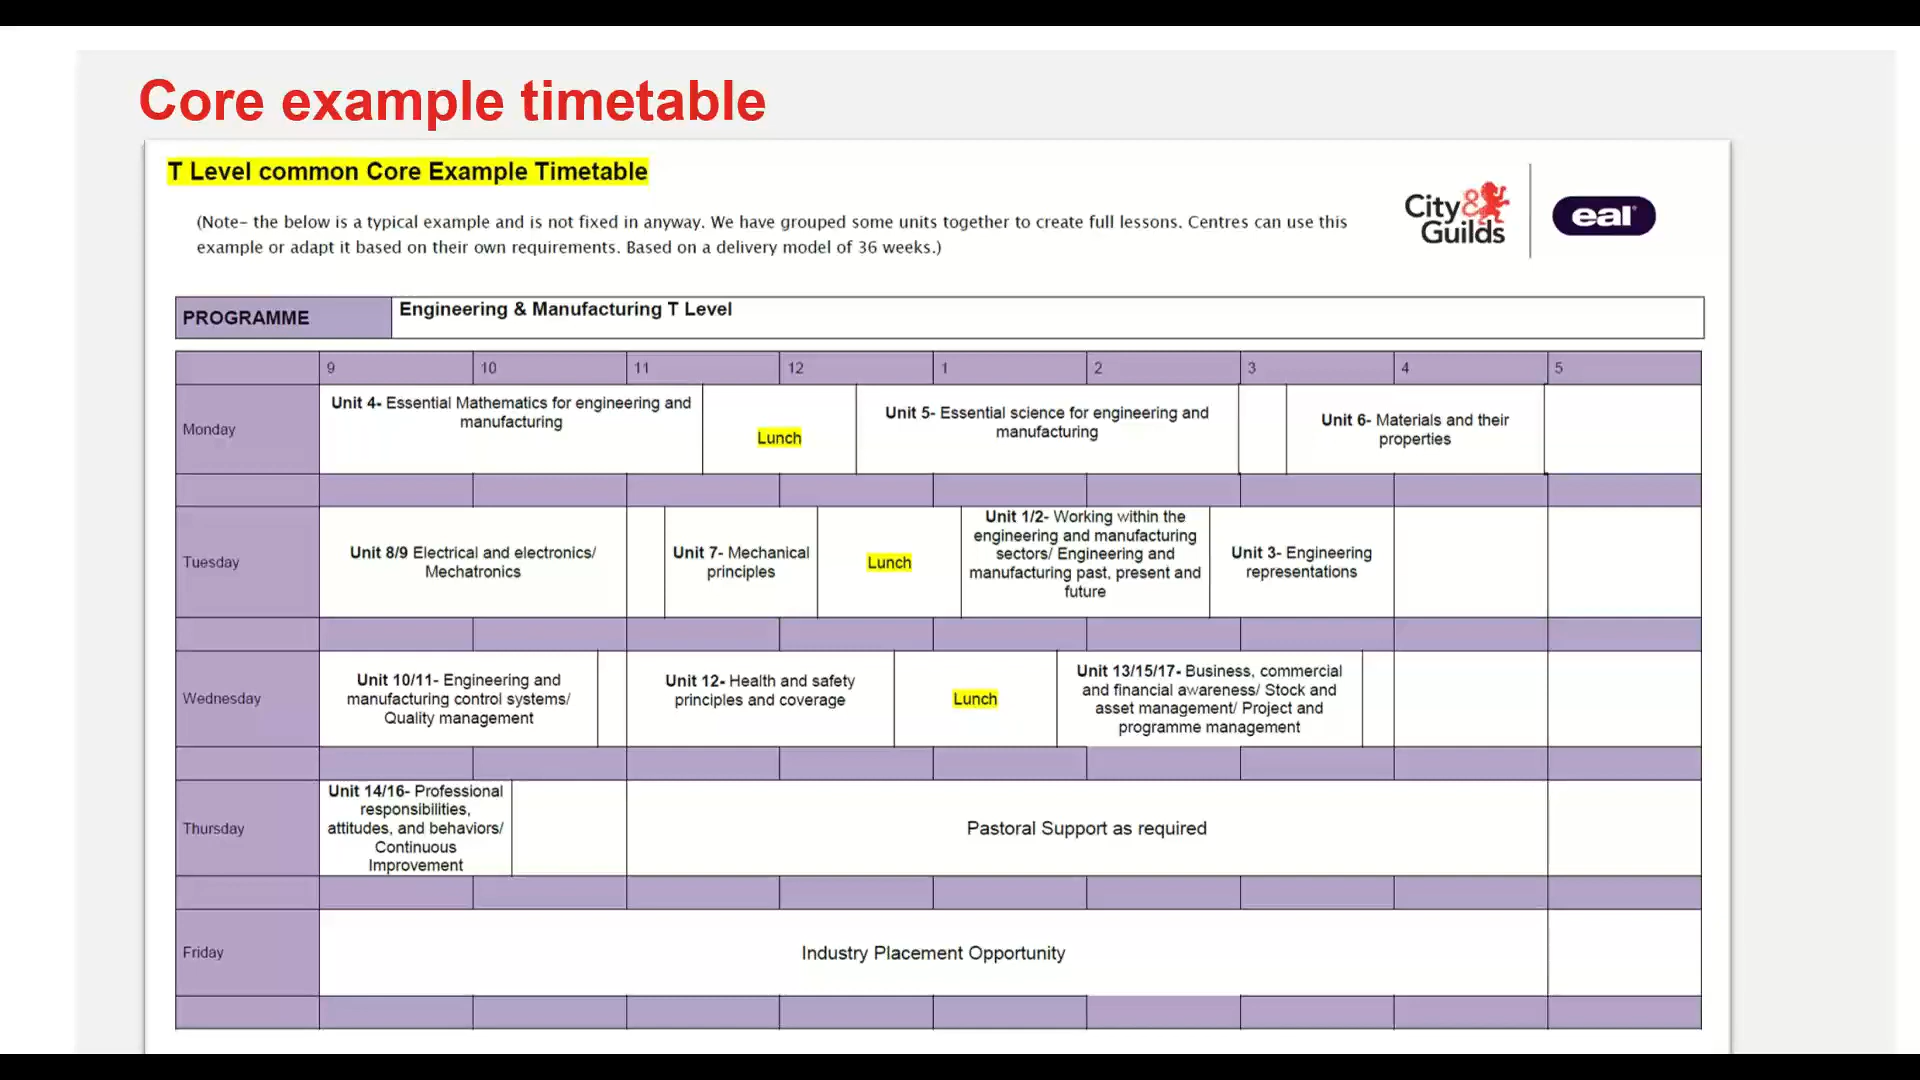 Core example timetable
T Level common Core Example Timetable
(Note– the below is a typical example and is not fixed in anyway. We have grouped some units together to create full lessons. Centres can use this
example or adapt it based on their own requirements. Based on a delivery model of 36 weeks.)
City &
Guilds
eal
PROGRAMME
Engineering & Manufacturing T Level
9 10 11 12 1 2 3 4 5
Monday
Unit 4- Essential Mathematics for engineering and
manufacturing
Lunch
Unit 5- Essential science for engineering and
manufacturing
Unit 6- Materials and their
properties
Tuesday
Unit 8/9 Electrical and electronics/
Mechatronics
Unit 7- Mechanical
principles
Lunch
Unit 1/2- Working within the
engineering and manufacturing
sectors/ Engineering and
manufacturing past, present and
future
Unit 3- Engineering
representations
Wednesday
Unit 10/11- Engineering and
manufacturing control systems/
Quality management
Unit 12- Health and safety
principles and coverage
Lunch
Unit 13/15/17- Business, commercial
and financial awareness/ Stock and
asset management/ Project and
programme management
Thursday
Unit 14/16- Professional
responsibilities,
attitudes, and behaviors/
Continuous
Improvement
Pastoral Support as required
Friday
Industry Placement Opportunity